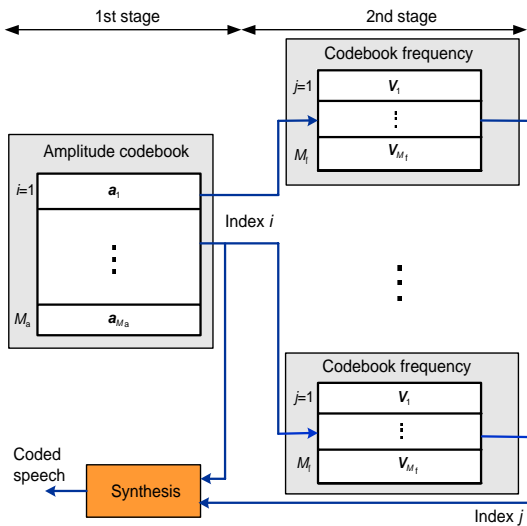 1st stage
2nd stage
Codebook frequency
j=1
V1
⋮
Mf
VMf
Amplitude codebook
i=1
a1
⋮
Ma
aMa
Index i
⋮
Codebook frequency
j=1
V1
⋮
Mf
VMf
Coded
speech
Synthesis
Index j